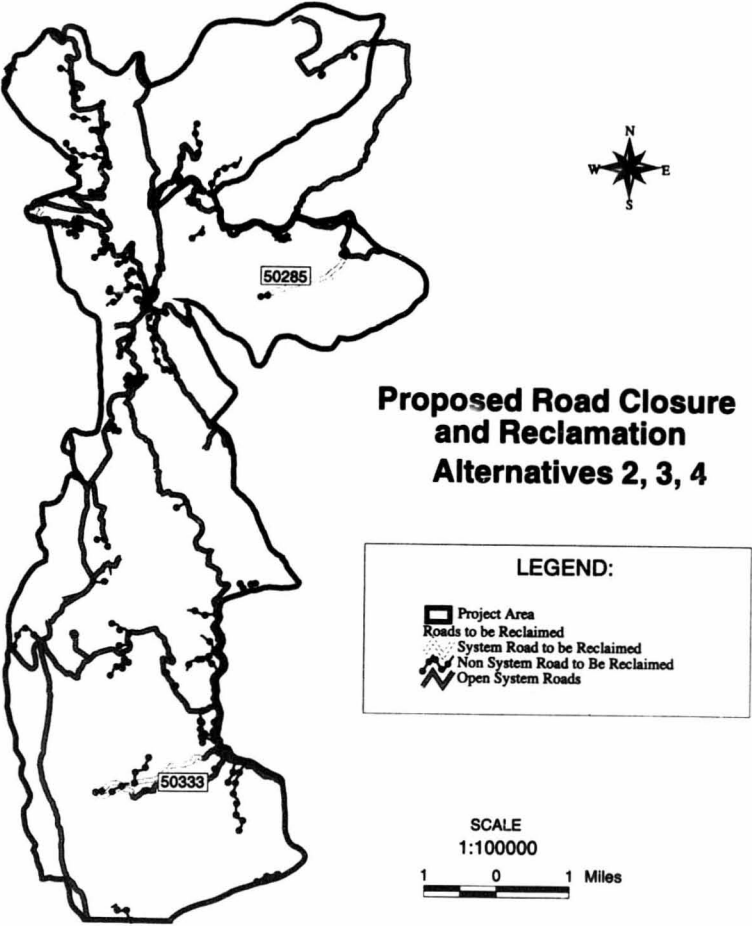 N
W E
S
50285
Proposed Road Closure
and Reclamation
Alternatives 2, 3, 4
LEGEND:
Project Area
Roads to be Reclaimed
System Road to be Reclaimed
Non System Road to Be Reclaimed
Open System Roads
50333
SCALE
1:100000
1 0 1 Miles